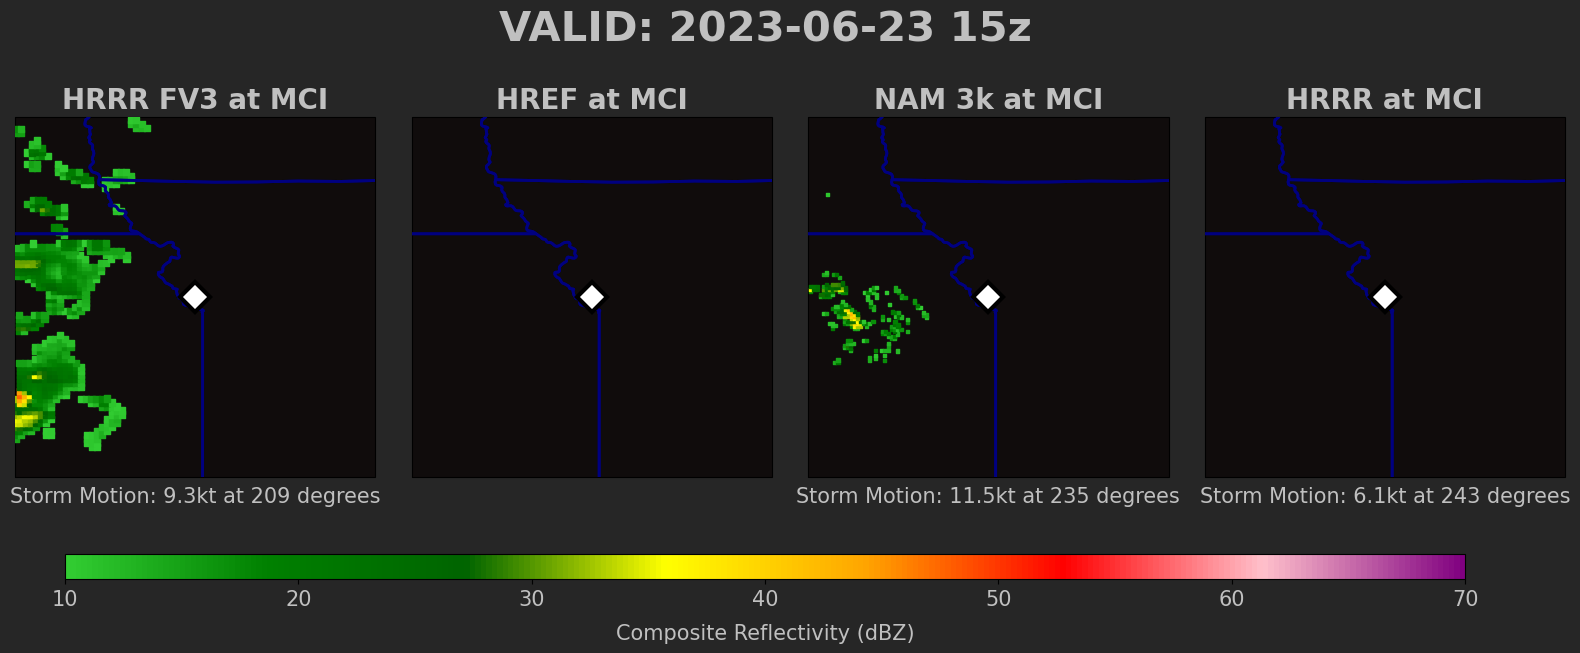 VALID: 2023-06-23 15z
HRRR FV3 at MCI
HREF at MCI
NAM 3k at MCI
HRRR at MCI
Storm Motion: 9.3kt at 209 degrees
Storm Motion: 11.5kt at 235 degrees
Storm Motion: 6.1kt at 243 degrees
10 20 30 40 50 60 70
Composite Reflectivity (dBZ)